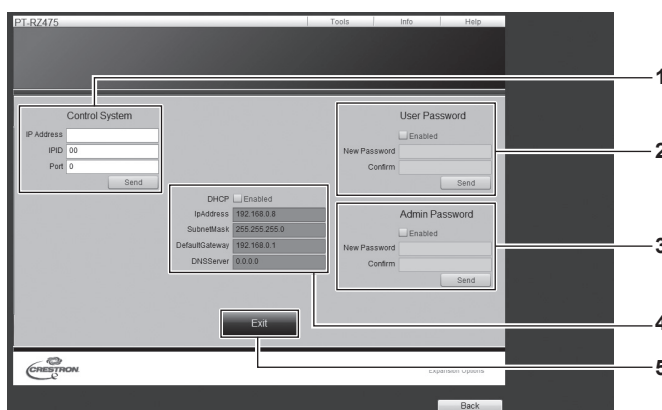 PT-RZ475
Tools Info Help
1
Control System
IP Address
IPID 00
Port 0
Send
User Password
Enabled
New Password
Confirm
Send
2
DHCP Enabled
IpAddress 192.168.0.8
SubnetMask 255.255.255.0
DefaultGateway 192.168.0.1
DNSServer 0.0.0.0
Admin Password
Enabled
New Password
Confirm
Send
3
Exit
4
CRESTRON
Expansion Options
5
Back